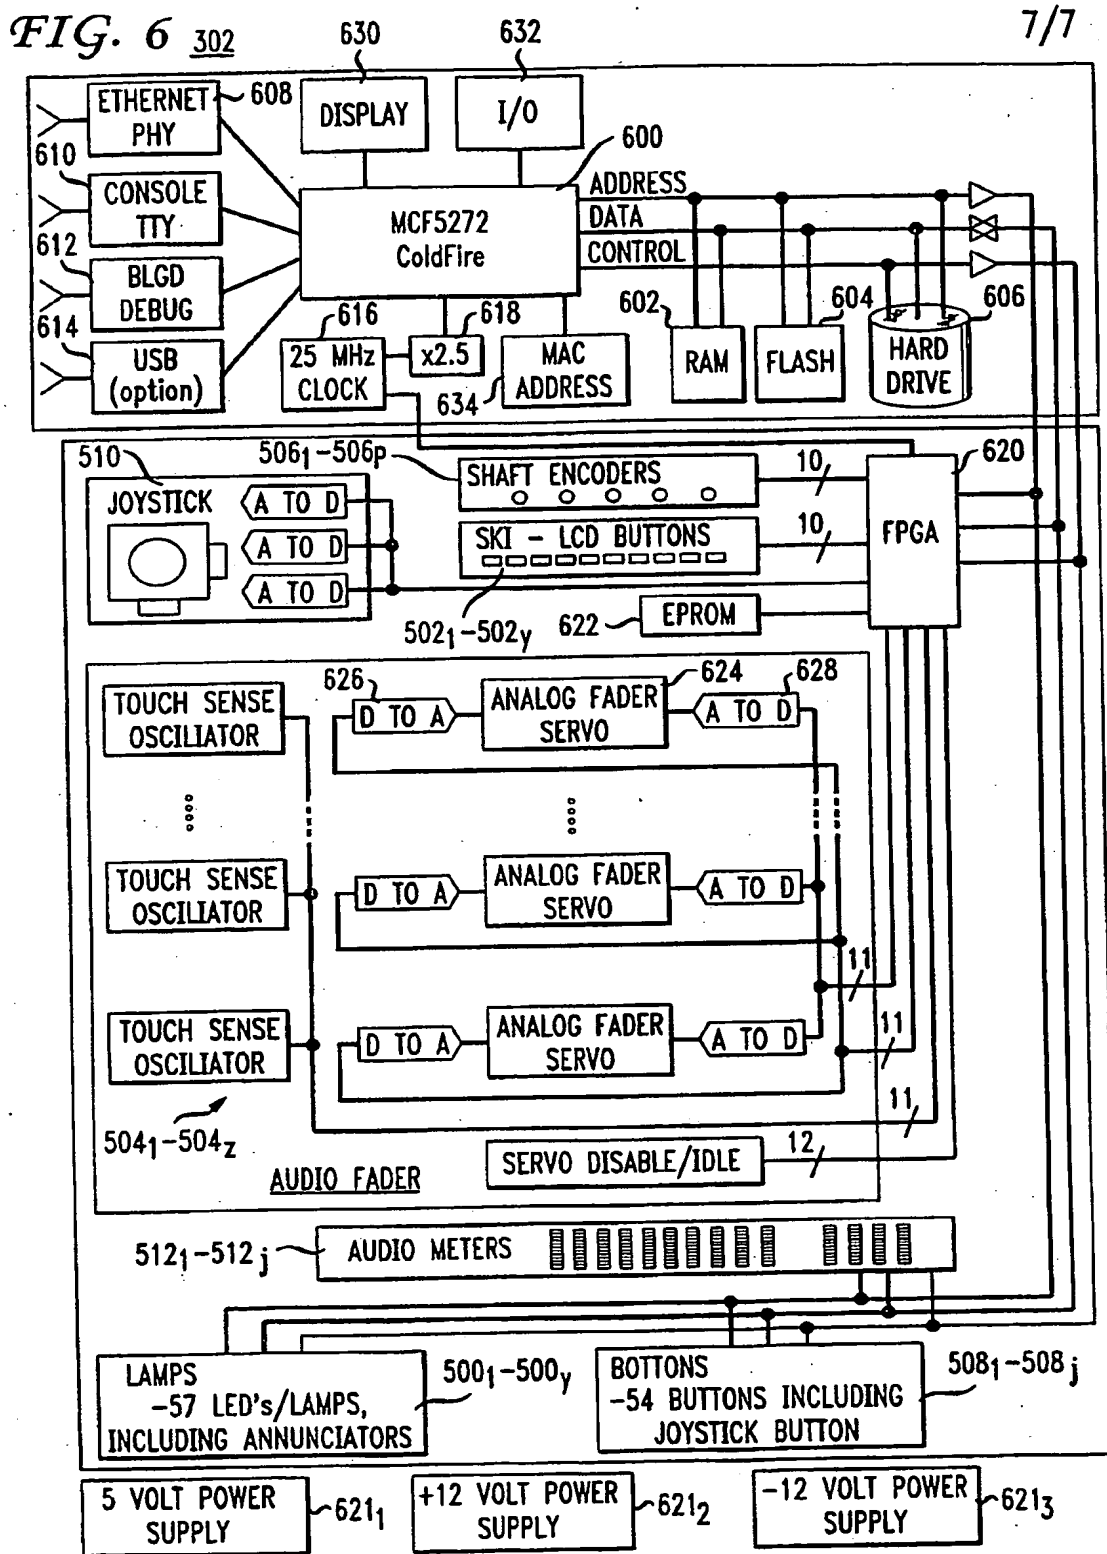 FIG. 6 302
7/7
630
632
ETHERNET
PHY
608
DISPLAY
I/O
600
610
CONSOLE
TTY
MCF5272
ColdFire
ADDRESS
DATA
CONTROL
612
BLGD
DEBUG
614
USB
(option)
616
25 MHz
CLOCK
618
x2.5
634
MAC
ADDRESS
602
RAM
604
FLASH
606
HARD
DRIVE
510
JOYSTICK
A TO D
A TO D
A TO D
506₁-506p
SHAFT ENCODERS
10
SKI - LCD BUTTONS
10
502₁-502y
622
EPROM
620
FPGA
TOUCH SENSE
OSCILIATOR
626
D TO A
624
ANALOG FADER
SERVO
628
A TO D
TOUCH SENSE
OSCILIATOR
D TO A
ANALOG FADER
SERVO
A TO D
11
TOUCH SENSE
OSCILIATOR
D TO A
ANALOG FADER
SERVO
A TO D
11
11
504₁-504z
AUDIO FADER
SERVO DISABLE/IDLE
12
512₁-512j
AUDIO METERS
LAMPS
-57 LED's/LAMPS,
INCLUDING ANNUNCIATORS
500₁-500y
BOTTONS
-54 BUTTONS INCLUDING
JOYSTICK BUTTON
508₁-508j
5 VOLT POWER
SUPPLY
621₁
+12 VOLT POWER
SUPPLY
621₂
-12 VOLT POWER
SUPPLY
621₃